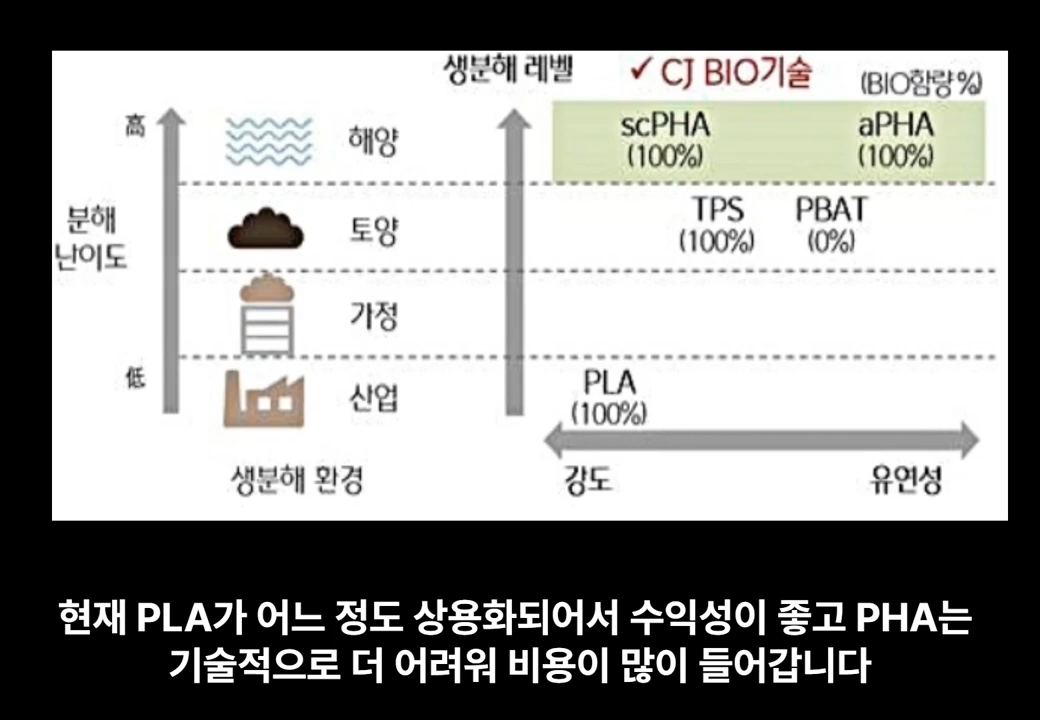 생분해 레벨 ✓ CJ BIO기술 (BIO함량%)
高 해양 scPHA aPHA
(100%) (100%)
분해 토양 TPS PBAT
난이도 (100%) (0%)
가정
低 산업 PLA
(100%)
생분해 환경 강도 유연성
현재 PLA가 어느 정도 상용화되어서 수익성이 좋고 PHA는
기술적으로 더 어려워 비용이 많이 들어갑니다